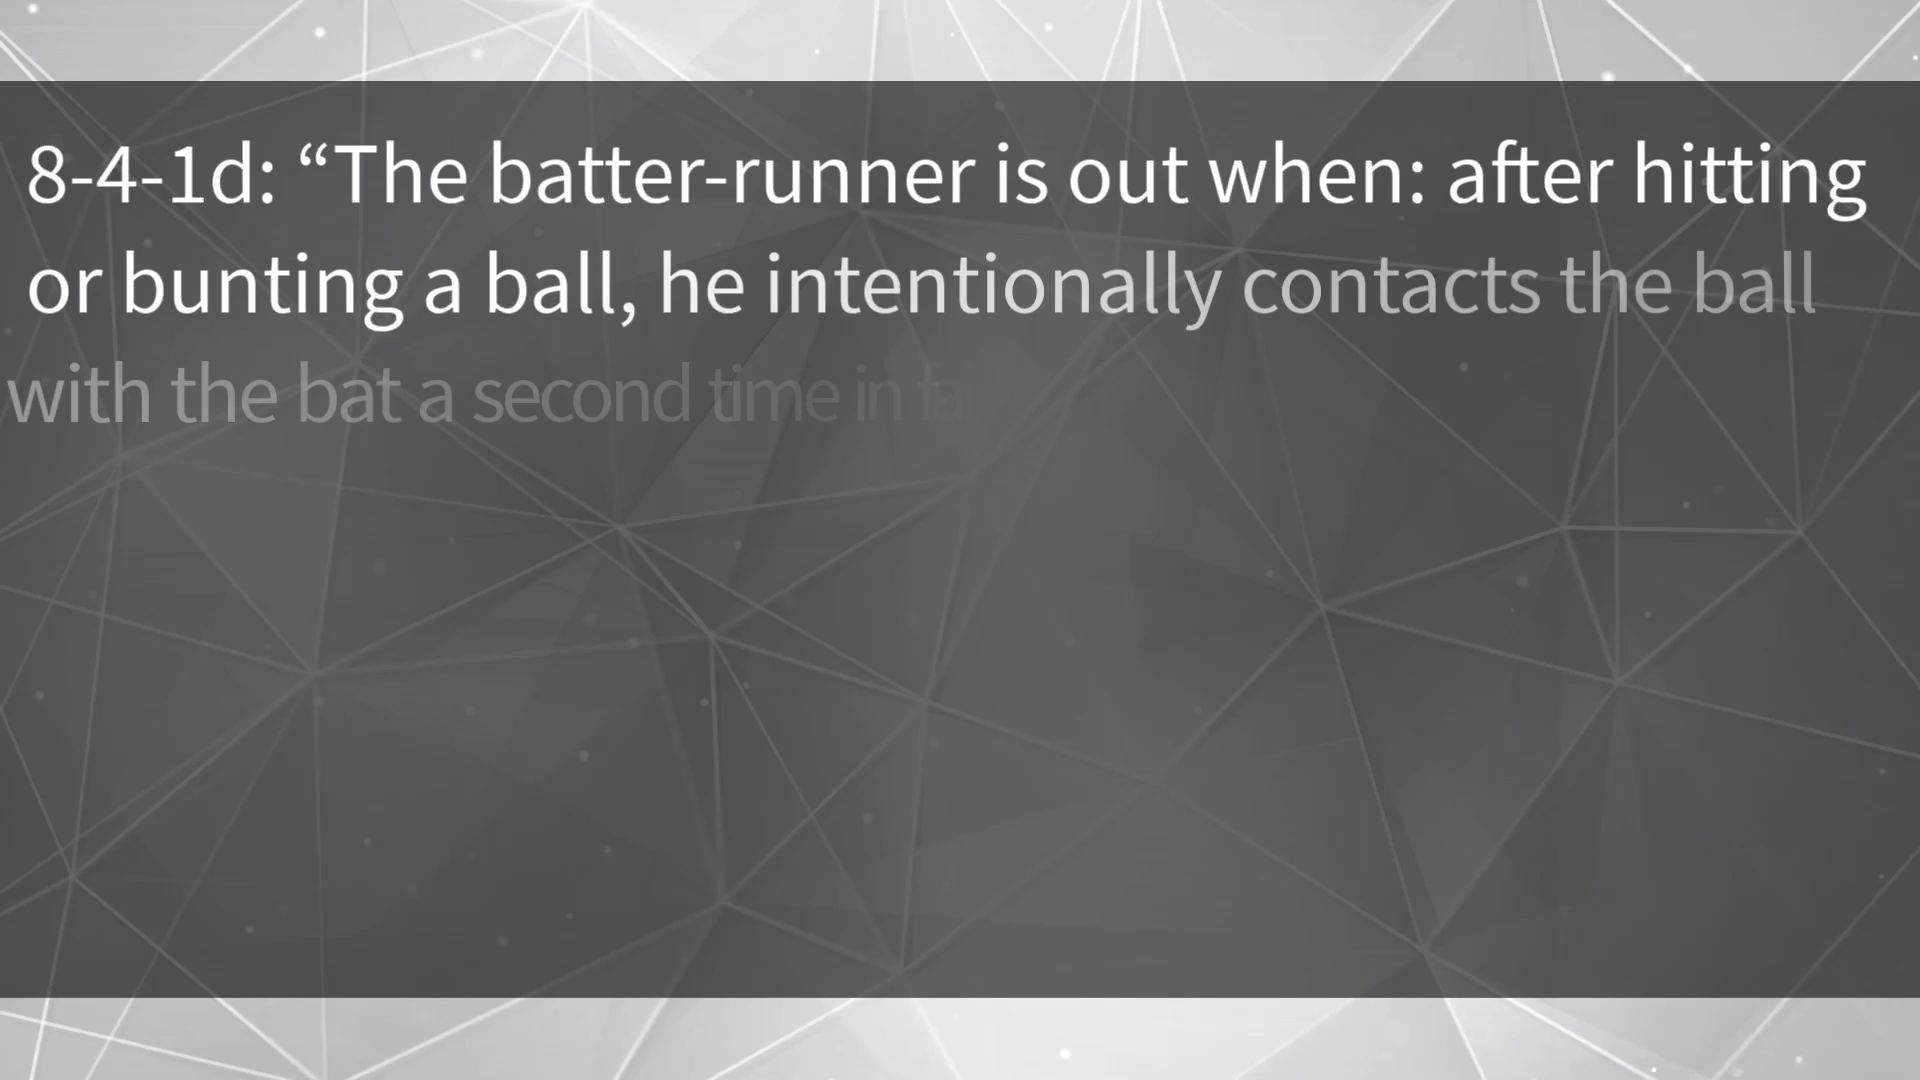 8-4-1d: “The batter-runner is out when: after hitting
or bunting a ball, he intentionally contacts the ball
with the bat a second time in fa